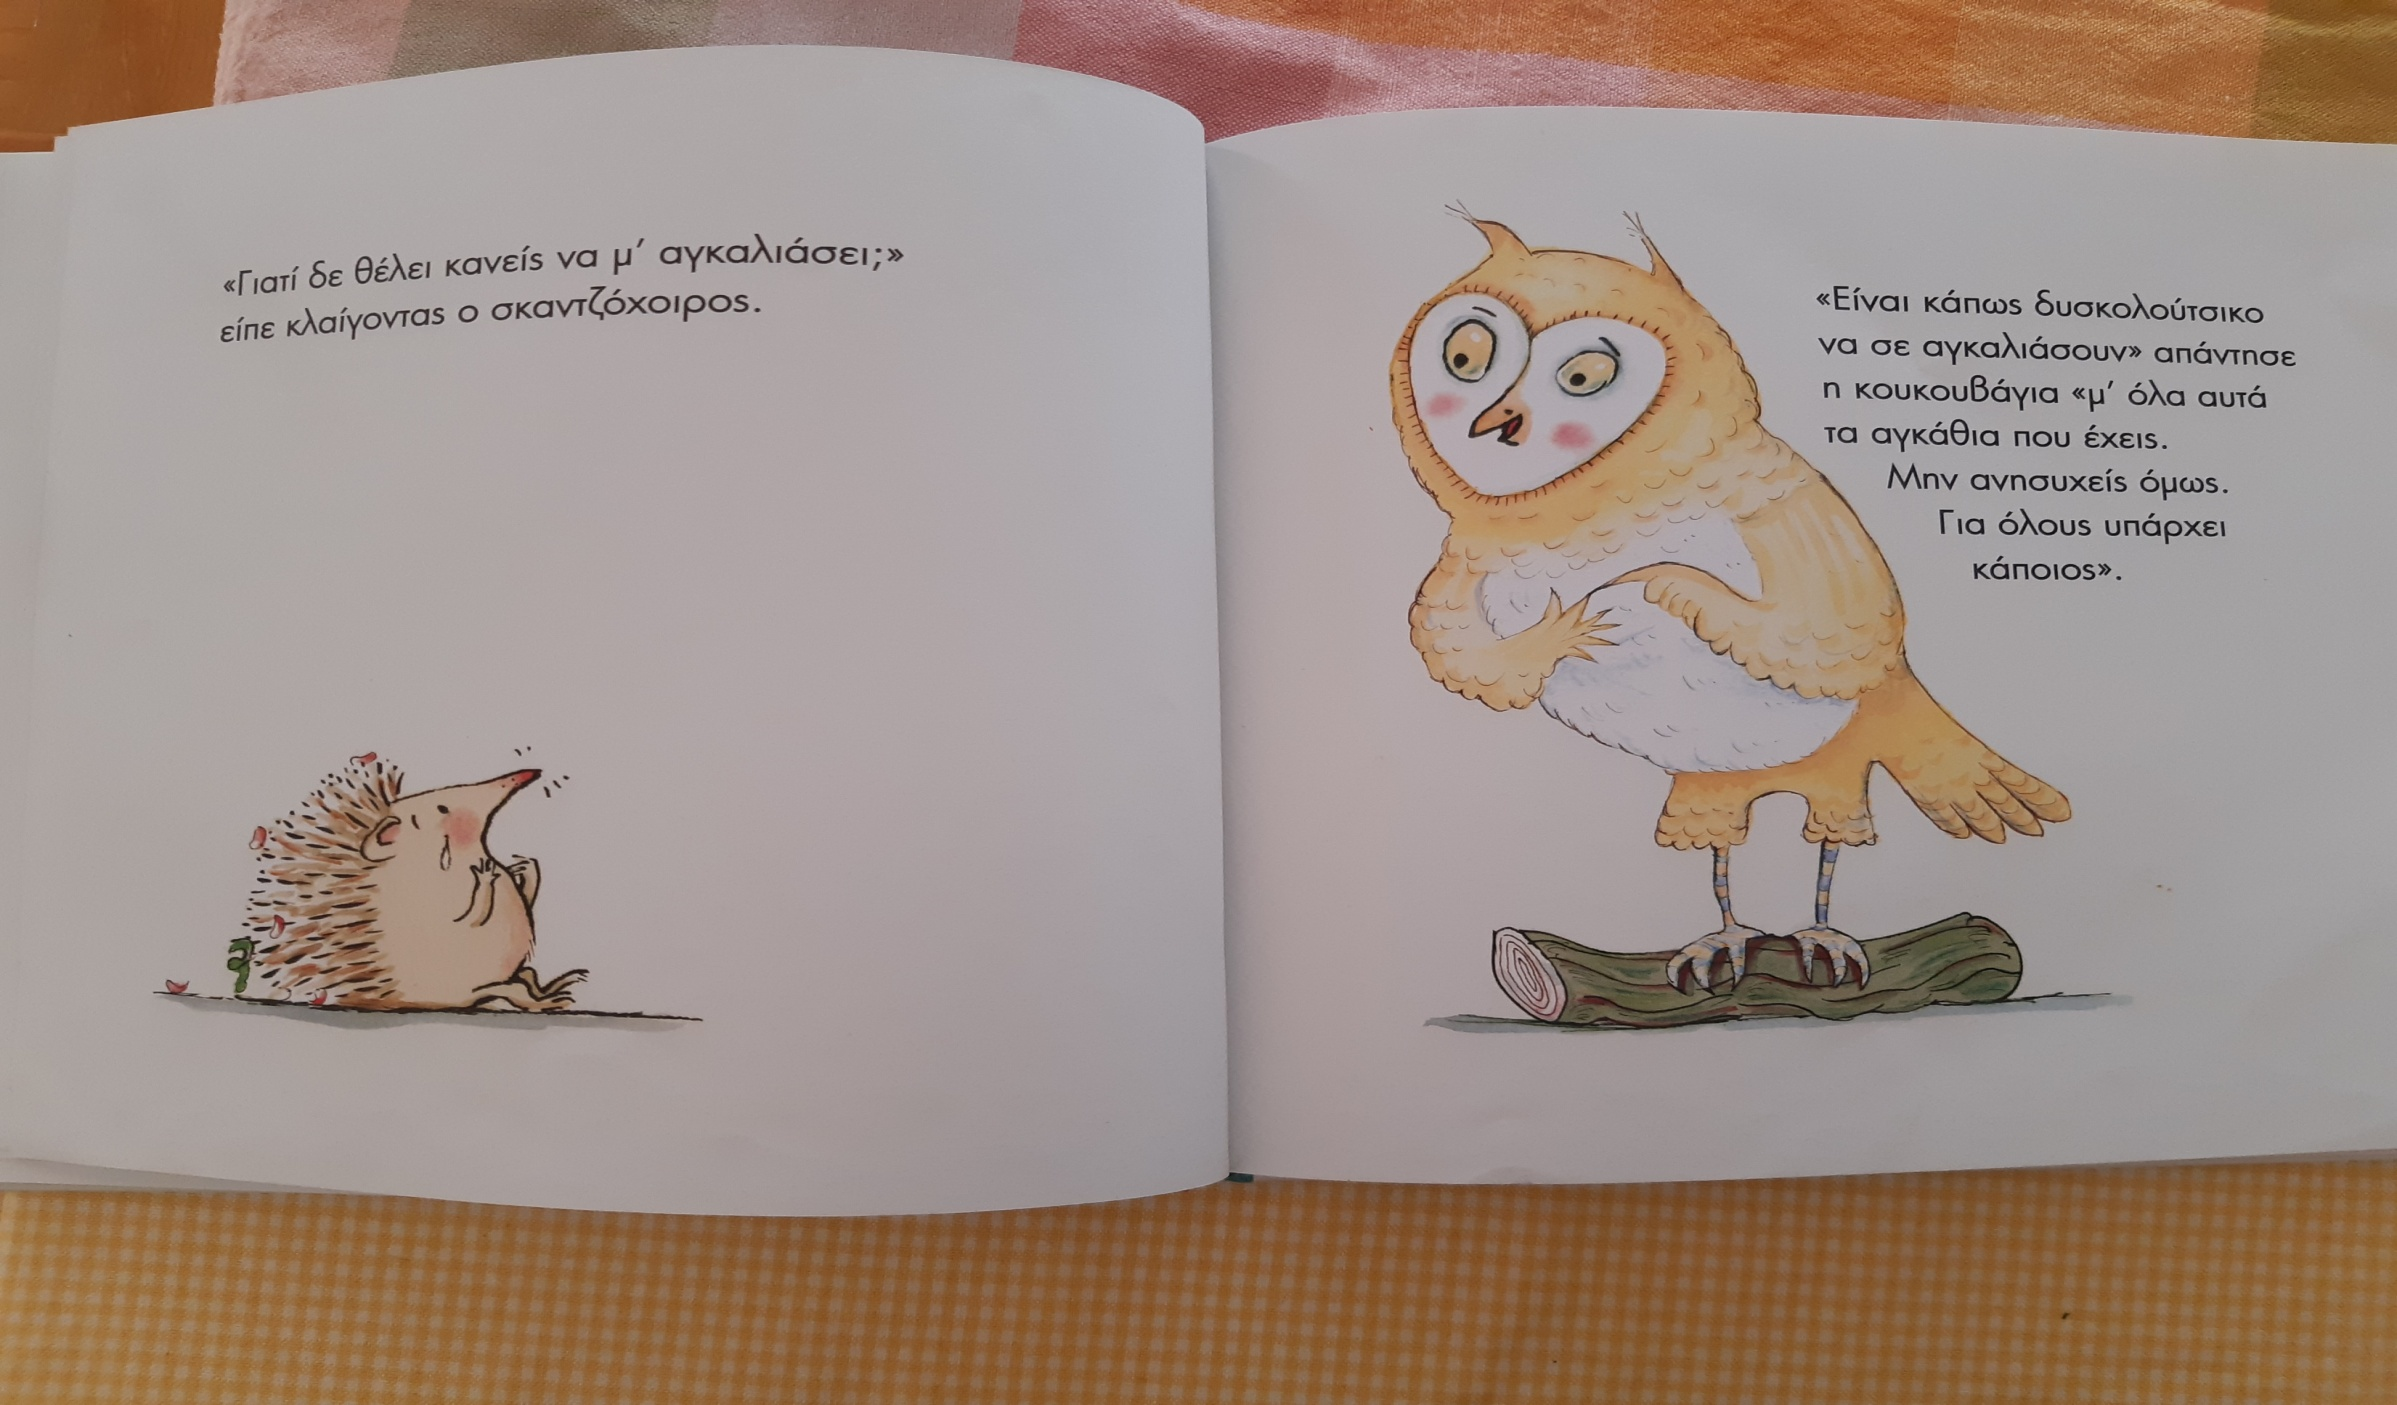 «Γιατί δε θέλει κανείς να μ’ αγκαλιάσει;»
είπε κλαίγοντας ο σκαντζόχοιρος.
«Είναι κάπως δυσκολούτσικο
να σε αγκαλιάσουν» απάντησε
η κουκουβάγια «μ’ όλα αυτά
τα αγκάθια που έχεις.
Μην ανησυχείς όμως.
Για όλους υπάρχει
κάποιος».